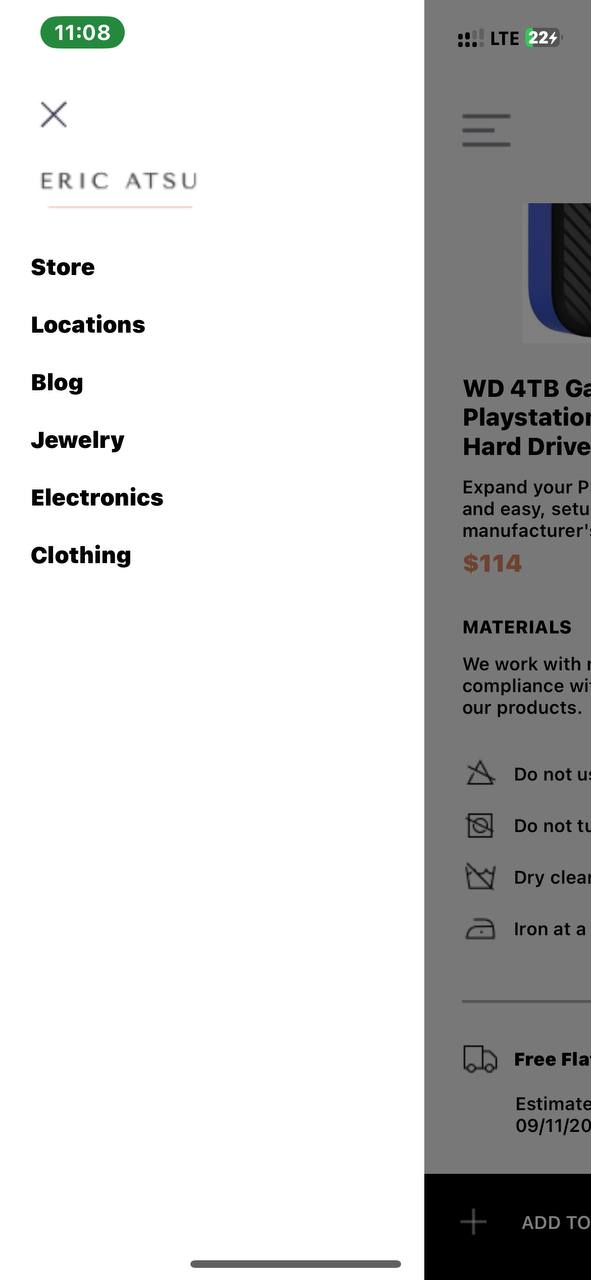 11:08
LTE 22
ERIC ATSU
Store
Locations
Blog
Jewelry
Electronics
Clothing
WD 4TB Ga
Playstation
Hard Drive
Expand your P
and easy, setu
manufacturer's
$114
MATERIALS
We work with
compliance wi
our products.
Do not us
Do not tu
Dry clea
Iron at a
Free Fla
Estimate
09/11/20
ADD TO